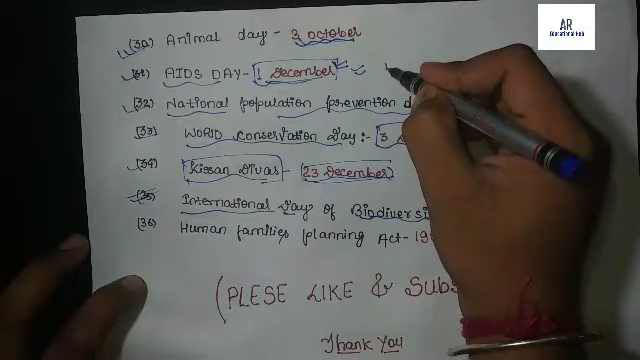 AR
Educational Hub
(30) Animal day - 3 october
(31) AIDS DAY - 1 December
(32) National population prevention
(33) WORLD Conservation Day :- 3
(34) Kissan Divas - 23 December
(35) International Day of Biodiversi
(36) Human families planning Act - 19
(PLESE LIKE & SUBS
Thank You